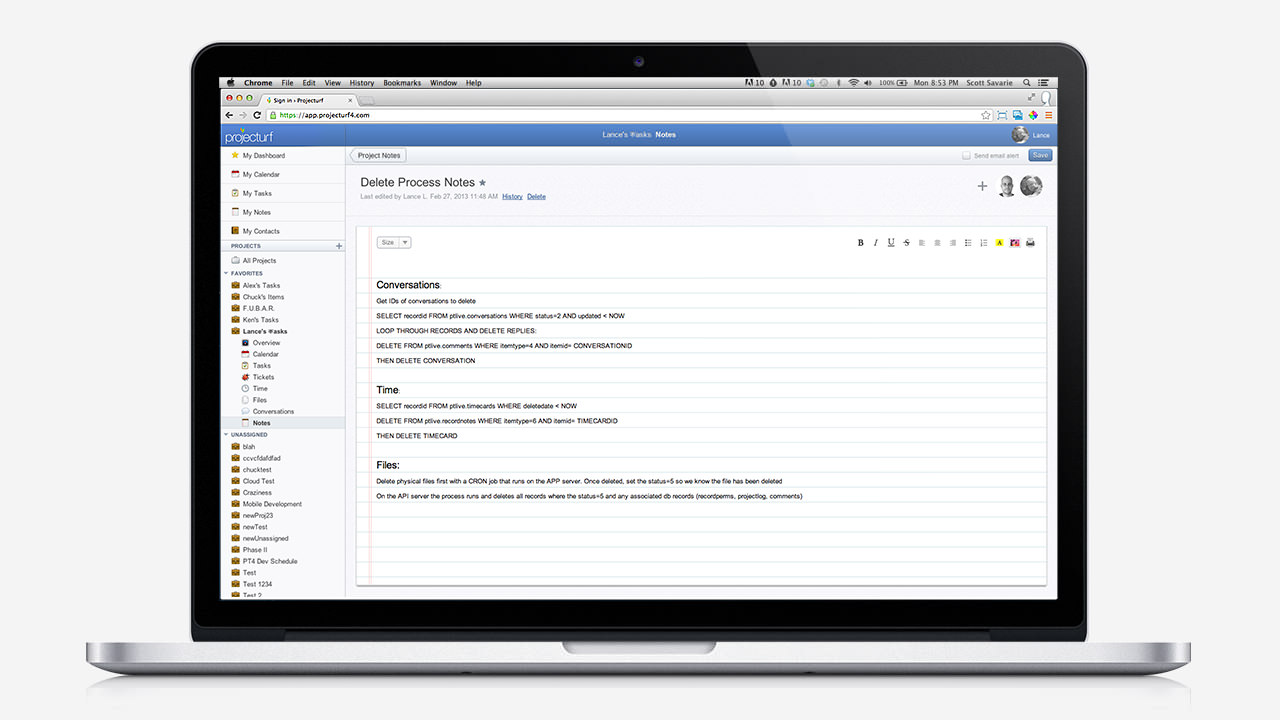 Chrome File Edit View History Bookmarks Window Help 10 10 100% Mon 8:53 PM Scott Savarie
Sign in › Projecturf
https://app.projecturf4.com
projecturf
Lance's #asks Notes
Lance
My Dashboard
My Calendar
My Tasks
My Notes
My Contacts
PROJECTS
All Projects
FAVORITES
Alex's Tasks
Chuck's Items
F.U.B.A.R.
Ken's Tasks
Lance's #asks
Overview
Calendar
Tasks
Tickets
Time
Files
Conversations
Notes
UNASSIGNED
blah
ccvcfdafdfad
chucktest
Cloud Test
Craziness
Mobile Development
newProj23
newTest
newUnassigned
Phase II
PT4 Dev Schedule
Test
Test 1234
Test 2
Project Notes
Send email alert
Save
Delete Process Notes
Last edited by Lance L. Feb 27, 2013 11:48 AM History Delete
Size
B I U S A
Conversations:
Get IDs of conversations to delete
SELECT recordid FROM ptlive.conversations WHERE status=2 AND updated < NOW
LOOP THROUGH RECORDS AND DELETE REPLIES:
DELETE FROM ptlive.comments WHERE itemtype=4 AND itemid= CONVERSATIONID
THEN DELETE CONVERSATION
Time:
SELECT recordid FROM ptlive.timecards WHERE deletedate < NOW
DELETE FROM ptlive.recordnotes WHERE itemtype=6 AND itemid= TIMECARDID
THEN DELETE TIMECARD
Files:
Delete physical files first with a CRON job that runs on the APP server. Once deleted, set the status=5 so we know the file has been deleted
On the API server the process runs and deletes all records where the status=5 and any associated db records (recordperms, projectlog, comments)